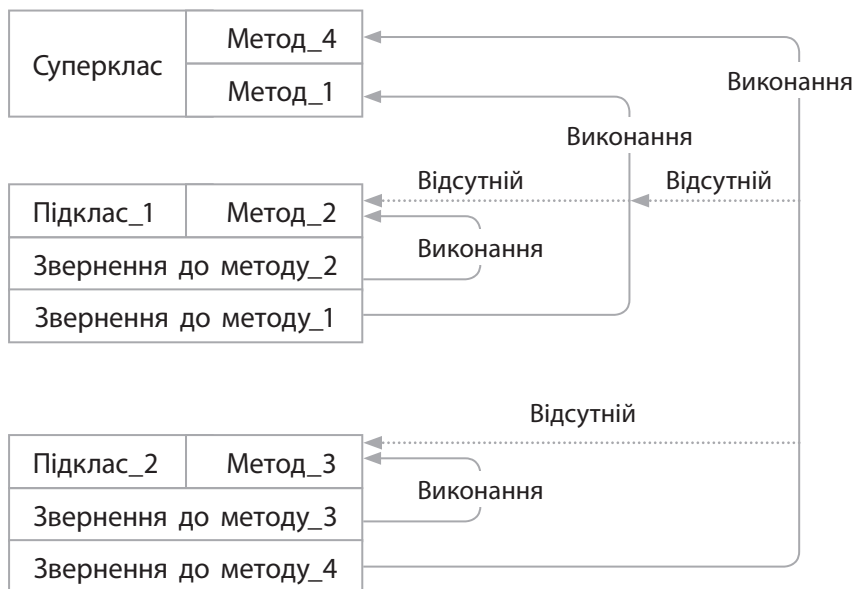 Суперклас
Метод_4
Метод_1
Виконання
Виконання
Відсутній
Відсутній
Підклас_1
Метод_2
Виконання
Звернення до методу_2
Звернення до методу_1
Відсутній
Підклас_2
Метод_3
Виконання
Звернення до методу_3
Звернення до методу_4